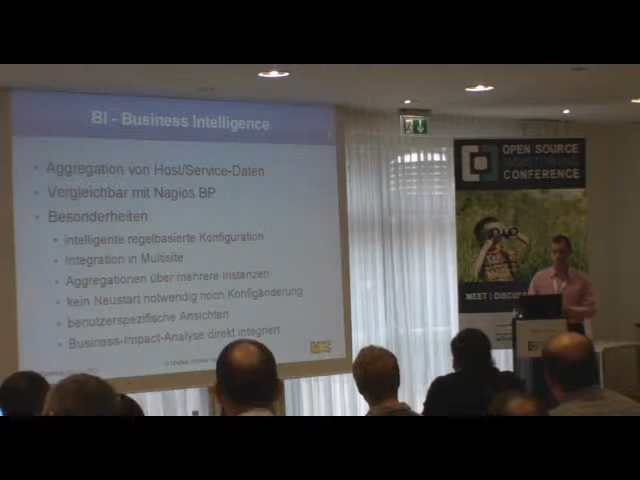 BI - Business Intelligence
• Aggregation von Host/Service-Daten
• Vergleichbar mit Nagios BP
• Besonderheiten
• intelligente regelbasierte Konfiguration
• Integration in Multisite
• Aggregationen über mehrere Instanzen
• kein Neustart notwendig noch Konfigänderung
• benutzerspezifische Ansichten
• Business-Impact-Analyse direkt integriert
OPEN SOURCE
MONITORING
CONFERENCE
MEET | DISCU